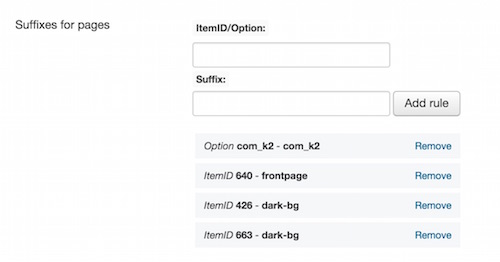 Suffixes for pages
ItemID/Option:
Suffix:
Add rule
Option com_k2 - com_k2 Remove
ItemID 640 - frontpage Remove
ItemID 426 - dark-bg Remove
ItemID 663 - dark-bg Remove